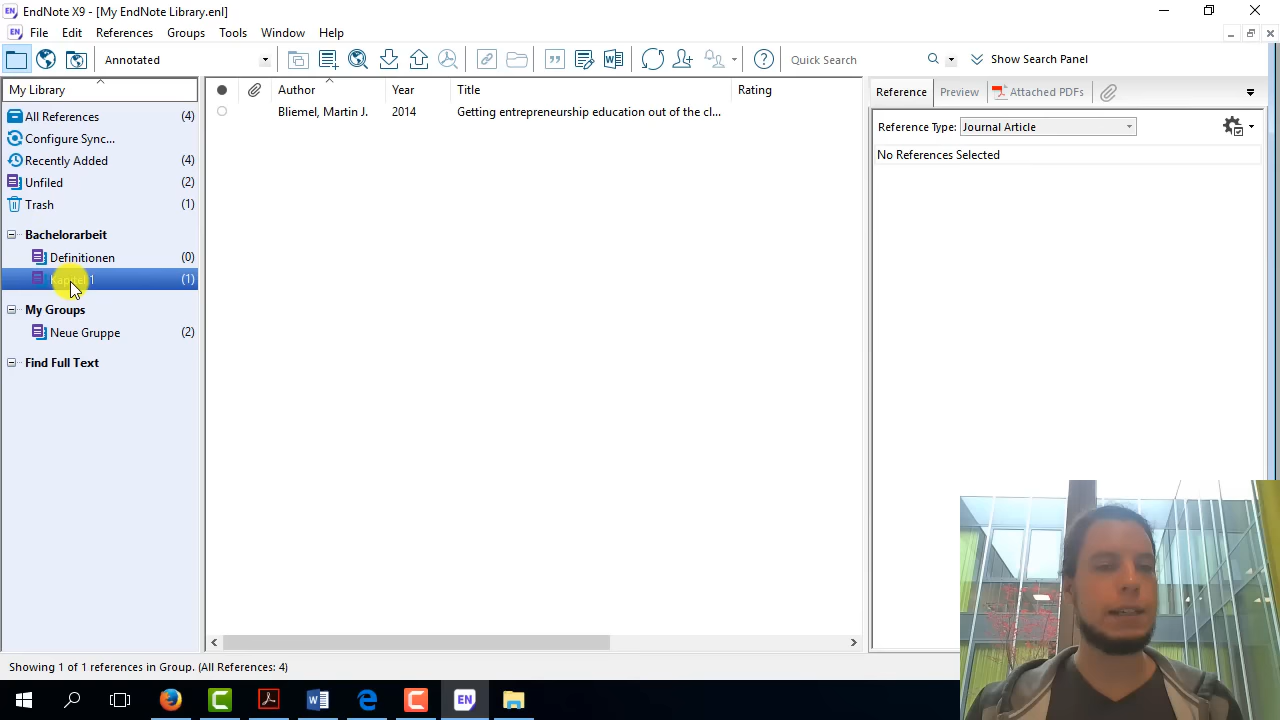 EndNote X9 - [My EndNote Library.enl]
File Edit References Groups Tools Window Help
Annotated
Quick Search
Show Search Panel
My Library
All References (4)
Configure Sync...
Recently Added (4)
Unfiled (2)
Trash (1)
Bachelorarbeit
Definitionen (0)
Kapitel 1 (1)
My Groups
Neue Gruppe (2)
Find Full Text
Author Year Title Rating
Bliemel, Martin J. 2014 Getting entrepreneurship education out of the cl...
Reference Preview Attached PDFs
Reference Type: Journal Article
No References Selected
Showing 1 of 1 references in Group. (All References: 4)
EN